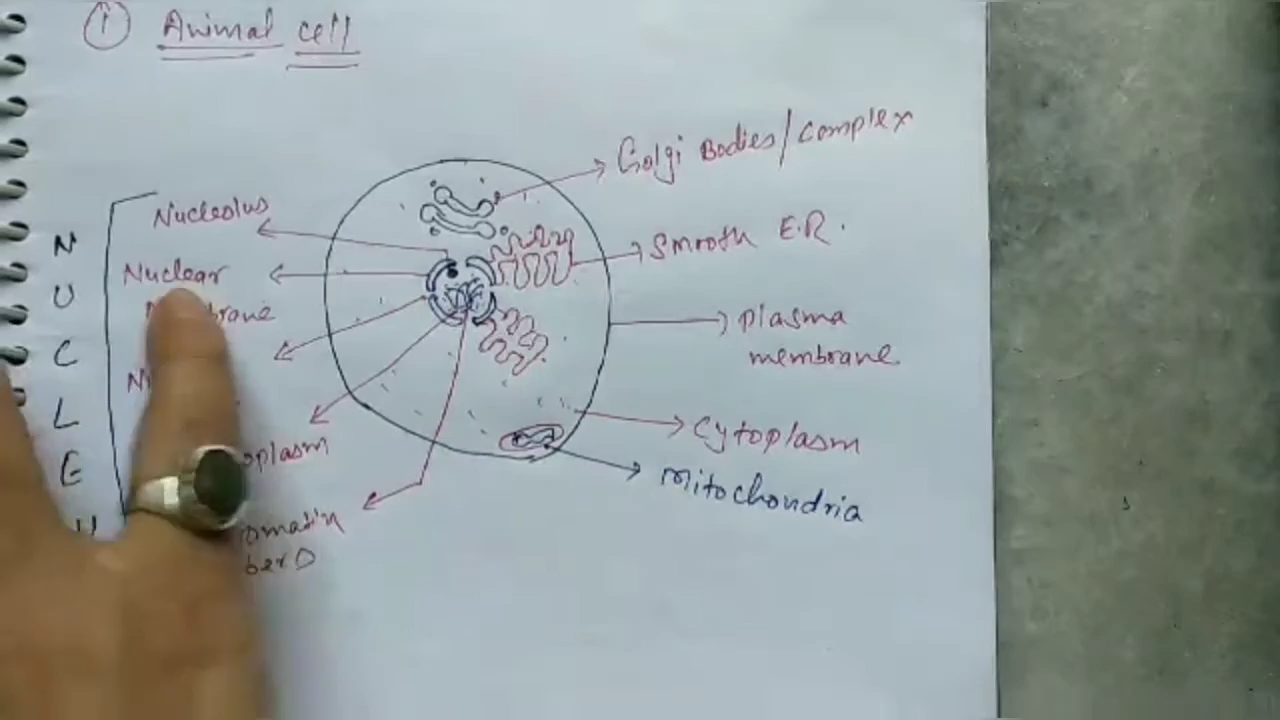 ① Animal cell
Golgi Bodies/complex
Nucleolus
Smooth E.R.
Nuclear
plasma
membrane
Cytoplasm
Mitochondria
N
U
C
L
E